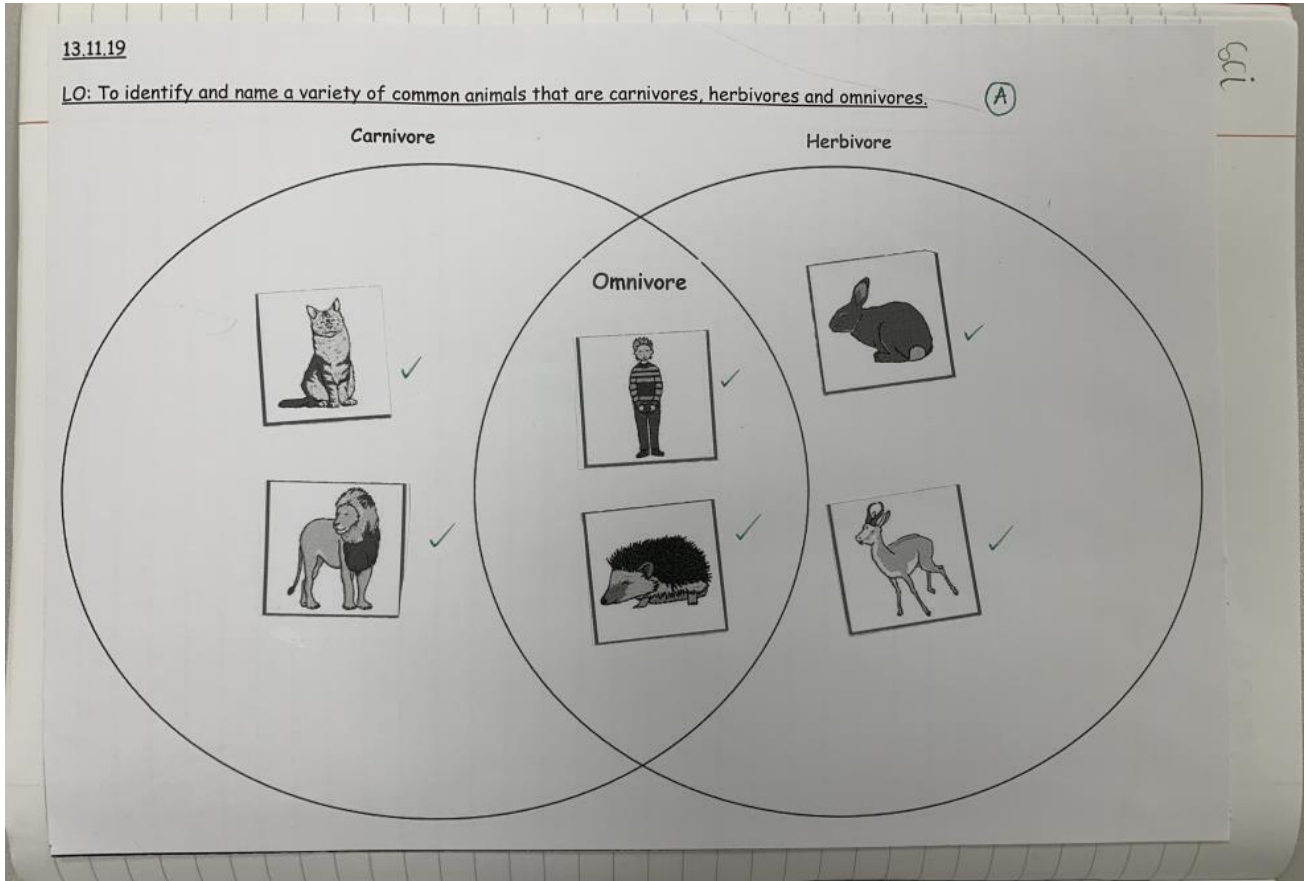 13.11.19
Sci
LO: To identify and name a variety of common animals that are carnivores, herbivores and omnivores. A
Carnivore
Herbivore
Omnivore